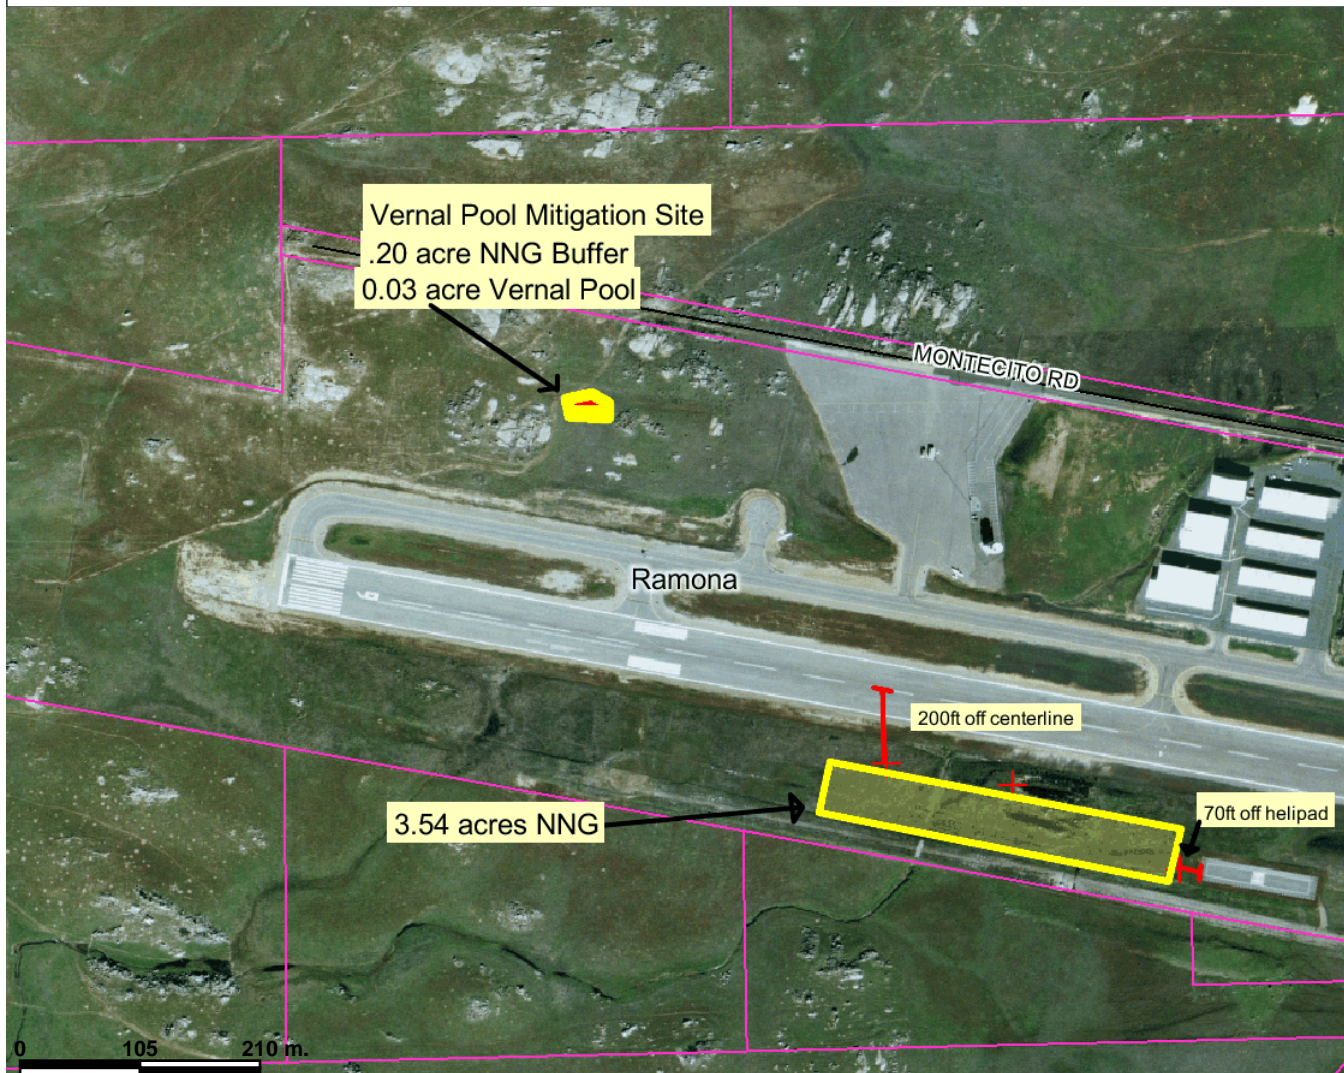 Vernal Pool Mitigation Site
.20 acre NNG Buffer
0.03 acre Vernal Pool
MONTECITO RD
Ramona
200ft off centerline
3.54 acres NNG
70ft off helipad
0 105 210 m.